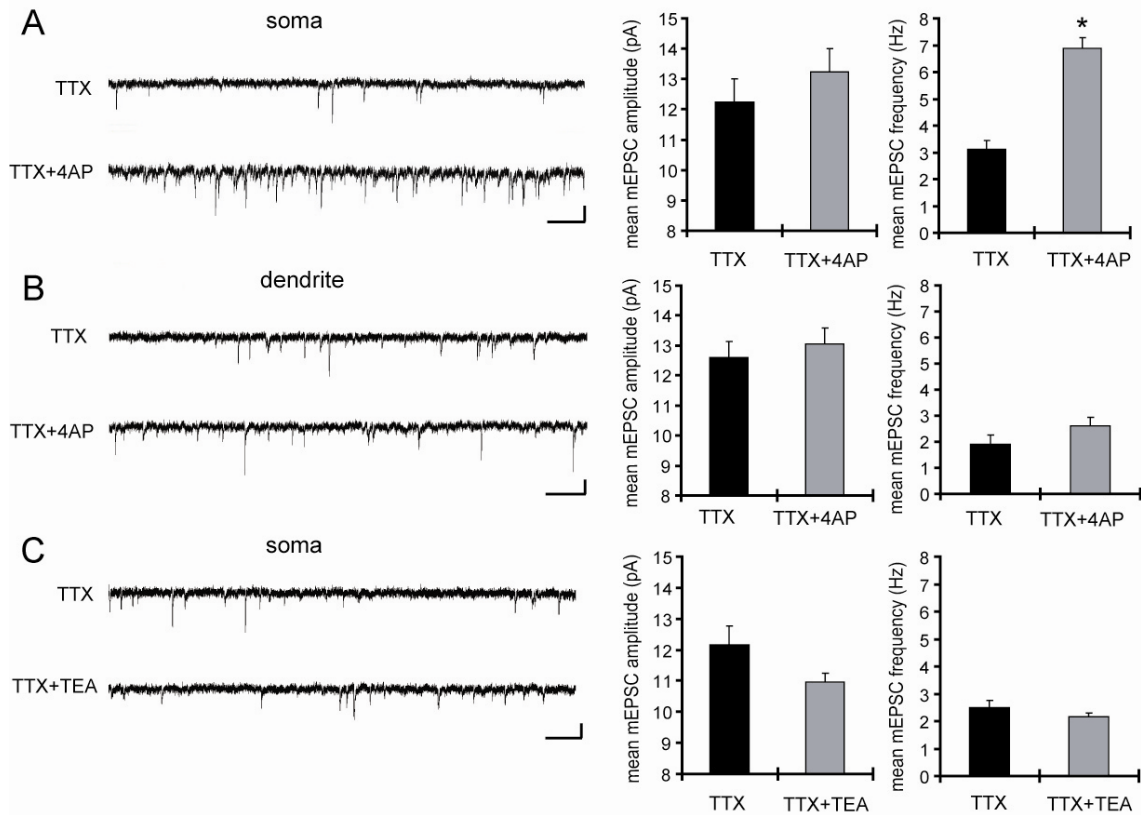 A
soma
TTX
TTX+4AP
mean mEPSC amplitude (pA)
15
14
13
12
11
10
9
8
TTX
TTX+4AP
mean mEPSC frequency (Hz)
8
7
6
5
4
3
2
1
0
*
TTX
TTX+4AP
B
dendrite
TTX
TTX+4AP
mean mEPSC amplitude (pA)
15
14
13
12
11
10
9
8
TTX
TTX+4AP
mean mEPSC frequency (Hz)
8
7
6
5
4
3
2
1
0
TTX
TTX+4AP
C
soma
TTX
TTX+TEA
mean mEPSC amplitude (pA)
15
14
13
12
11
10
9
8
TTX
TTX+TEA
mean mEPSC frequency (Hz)
8
7
6
5
4
3
2
1
0
TTX
TTX+TEA